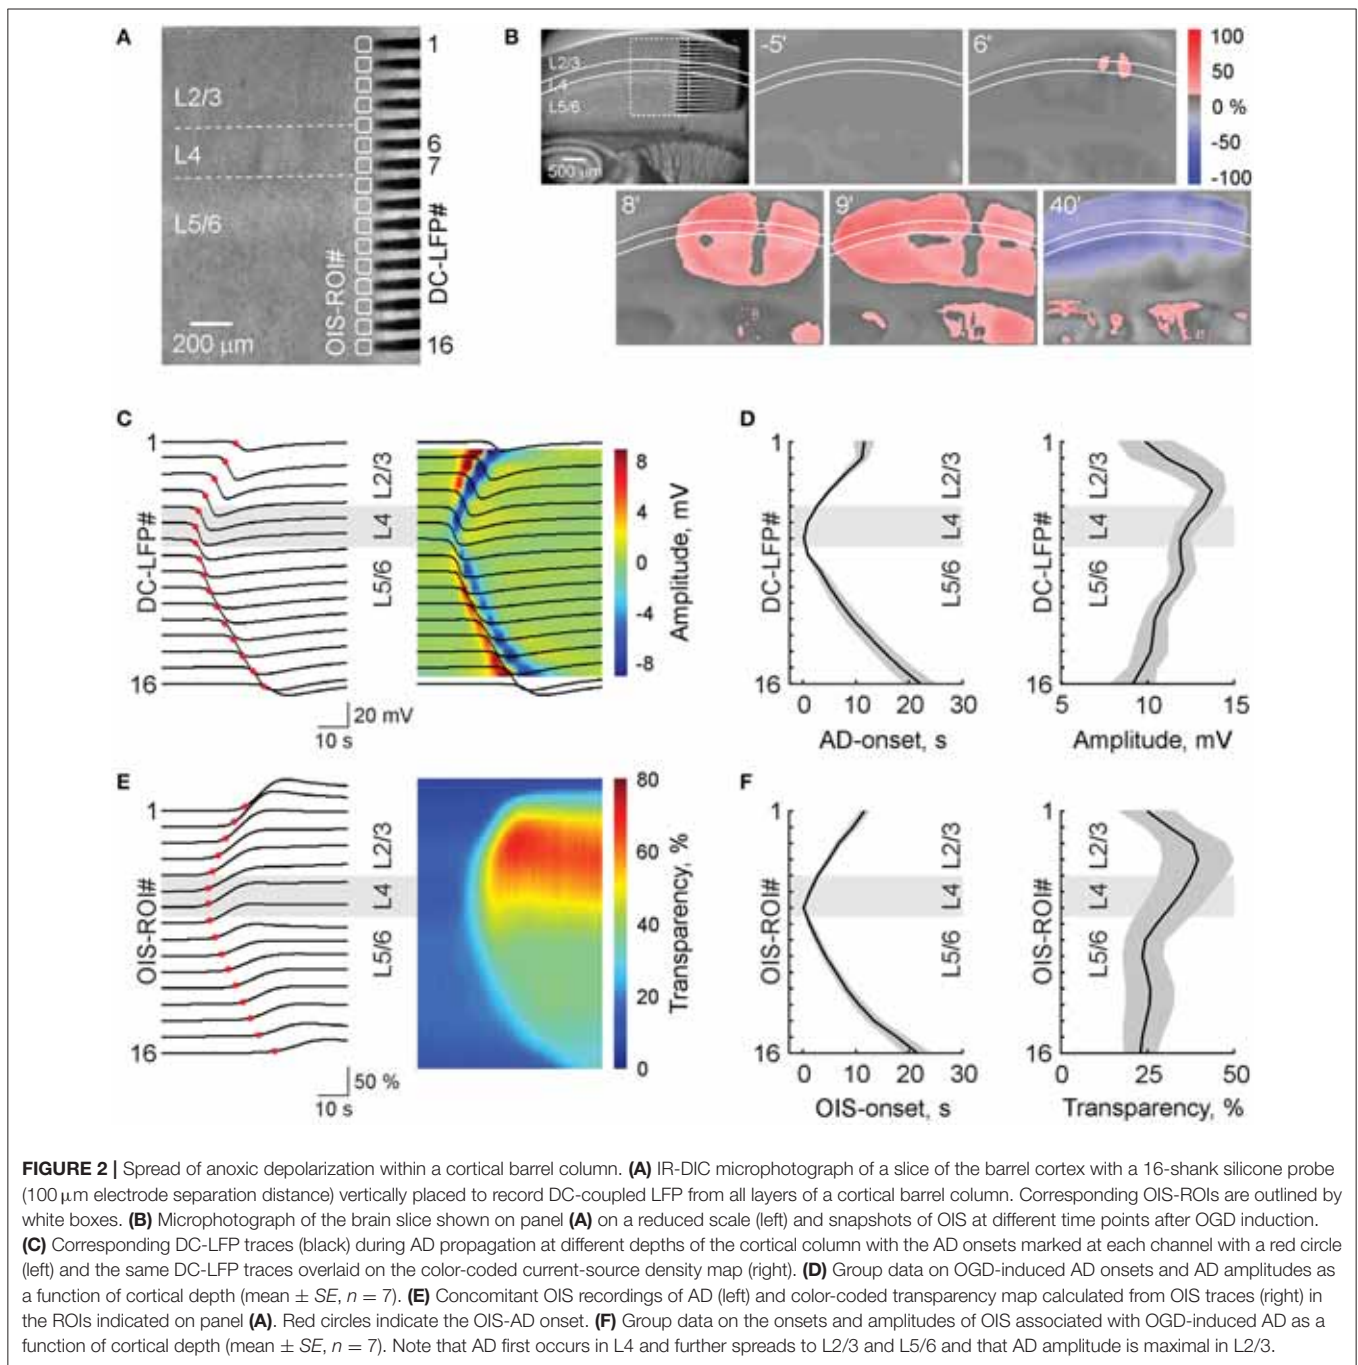 A
1
L2/3
6
L4
7
L5/6
OIS-ROI#
DC-LFP#
200 μm
16
B
L2/3
L4
L5/6
500 μm
-5'
6'
100
50
0 %
-50
-100
8'
9'
40'
C
1
DC-LFP#
16
L2/3
L4
L5/6
20 mV
10 s
8
4
0
-4
-8
Amplitude, mV
D
1
DC-LFP#
16
L2/3
L4
L5/6
0 10 20 30
AD-onset, s
1
DC-LFP#
16
L2/3
L4
L5/6
5 10 15
Amplitude, mV
E
1
OIS-ROI#
16
L2/3
L4
L5/6
50 %
10 s
80
60
40
20
0
Transparency, %
F
1
OIS-ROI#
16
L2/3
L4
L5/6
0 10 20 30
OIS-onset, s
1
OIS-ROI#
16
L2/3
L4
L5/6
0 25 50
Transparency, %
FIGURE 2 | Spread of anoxic depolarization within a cortical barrel column. (A) IR-DIC microphotograph of a slice of the barrel cortex with a 16-shank silicone probe
(100 μm electrode separation distance) vertically placed to record DC-coupled LFP from all layers of a cortical barrel column. Corresponding OIS-ROIs are outlined by
white boxes. (B) Microphotograph of the brain slice shown on panel (A) on a reduced scale (left) and snapshots of OIS at different time points after OGD induction.
(C) Corresponding DC-LFP traces (black) during AD propagation at different depths of the cortical column with the AD onsets marked at each channel with a red circle
(left) and the same DC-LFP traces overlaid on the color-coded current-source density map (right). (D) Group data on OGD-induced AD onsets and AD amplitudes as
a function of cortical depth (mean ± SE, n = 7). (E) Concomitant OIS recordings of AD (left) and color-coded transparency map calculated from OIS traces (right) in
the ROIs indicated on panel (A). Red circles indicate the OIS-AD onset. (F) Group data on the onsets and amplitudes of OIS associated with OGD-induced AD as a
function of cortical depth (mean ± SE, n = 7). Note that AD first occurs in L4 and further spreads to L2/3 and L5/6 and that AD amplitude is maximal in L2/3.